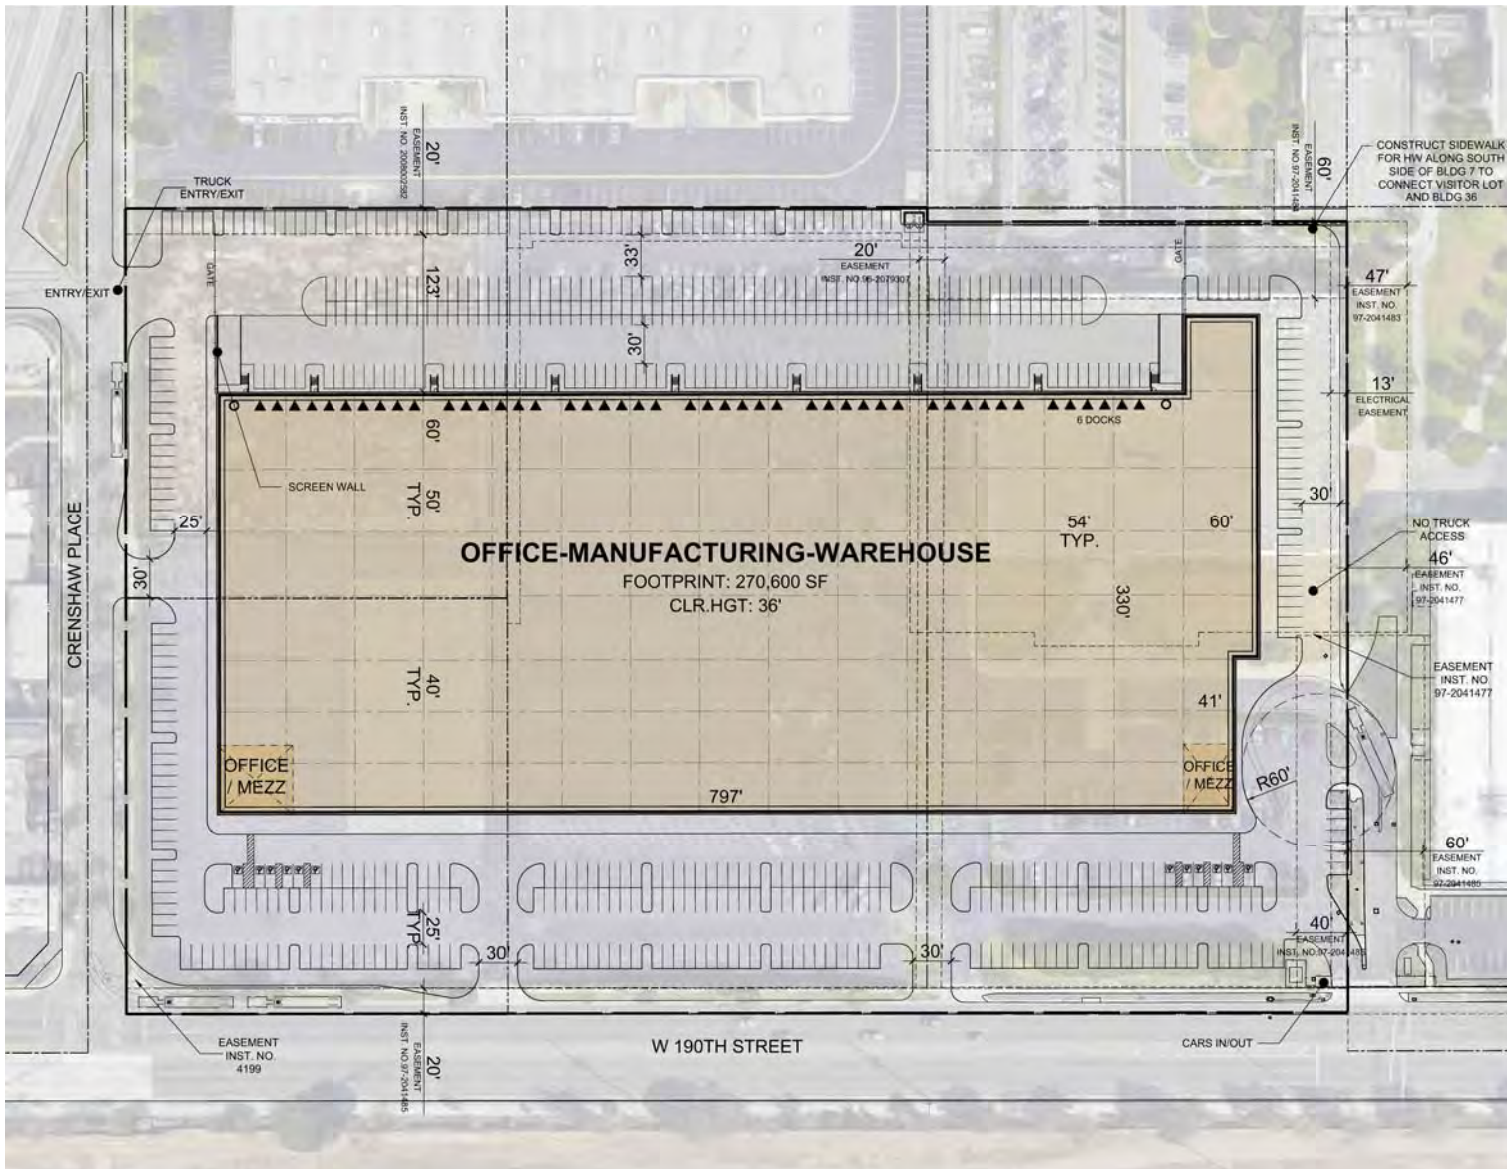 20'
EASEMENT
INST. NO. 2008002582
60'
EASEMENT
CONSTRUCT SIDEWALK
FOR HW ALONG SOUTH
SIDE OF BLDG 7 TO
CONNECT VISITOR LOT
AND BLDG 36
TRUCK
ENTRY/EXIT
ENTRY/EXIT
GATE
123'
33'
30'
20'
EASEMENT
INST. NO.96-2079307
GATE
47'
EASEMENT
INST. NO.
97-2041483
13'
ELECTRICAL
EASEMENT
6 DOCKS
60'
SCREEN WALL
50'
TYP.
25'
30'
54'
TYP.
60'
30'
NO TRUCK
ACCESS
46'
EASEMENT
INST. NO.
97-2041477
OFFICE-MANUFACTURING-WAREHOUSE
FOOTPRINT: 270,600 SF
CLR.HGT: 36'
330'
CRENSHAW PLACE
40'
TYP.
41'
EASEMENT
INST. NO
97-2041477
OFFICE
/ MEZZ
797'
OFFICE
/ MEZZ
R60'
60'
EASEMENT
INST. NO.
97-2041485
25'
TYP
30'
30'
40'
EASEMENT
EASEMENT
INST. NO.
4199
20'
EASEMENT
INST. NO.97-2041485
W 190TH STREET
CARS IN/OUT